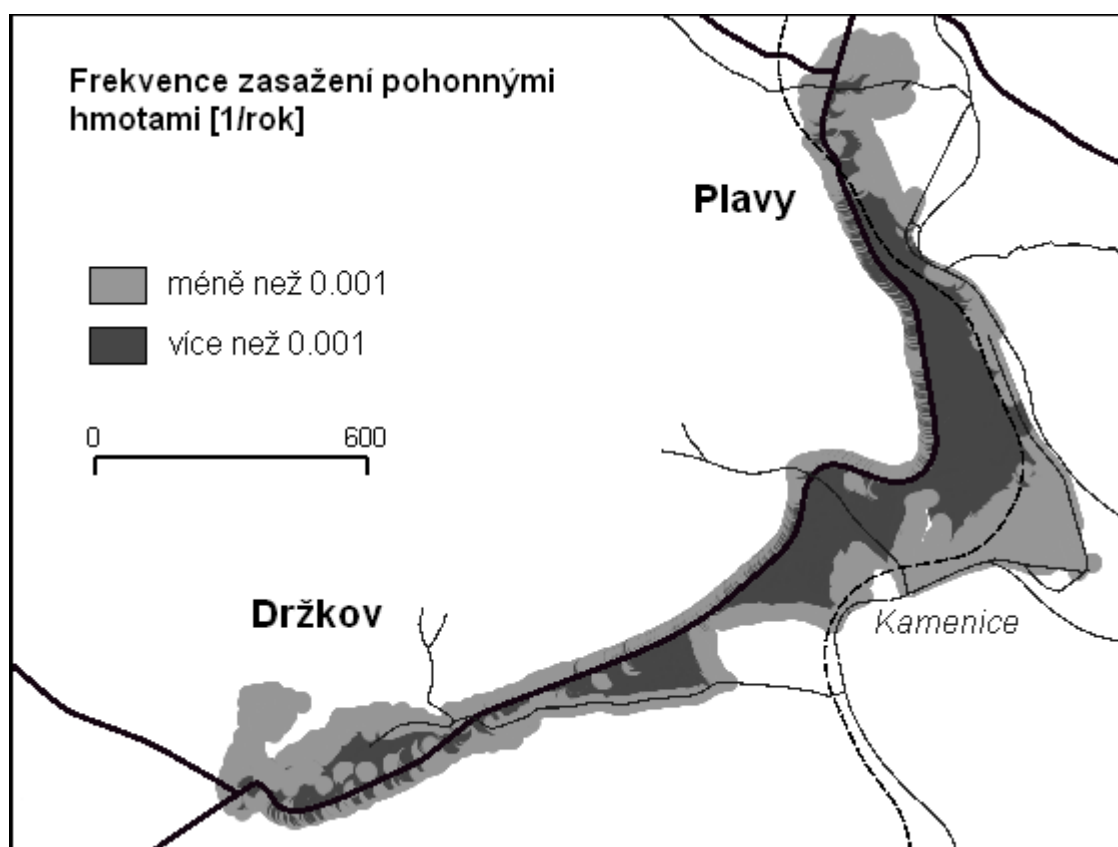 Frekvence zasažení pohonnými
hmotami [1/rok]
Plavy
méně než 0.001
více než 0.001
0 600
Držkov
Kamenice